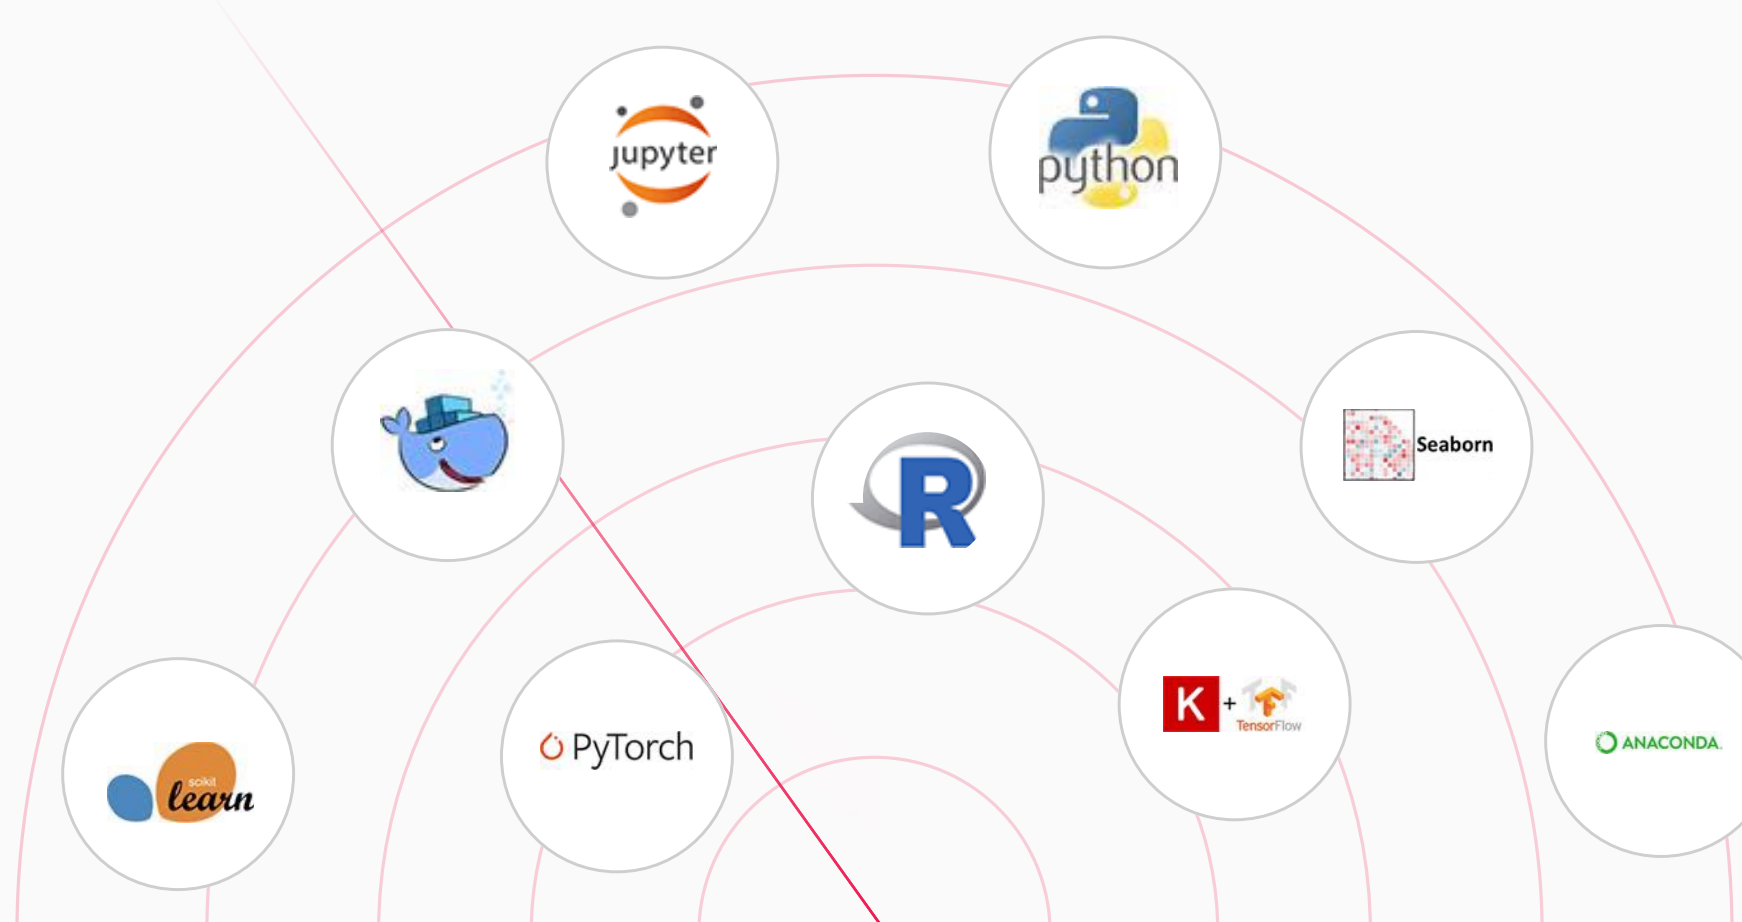 jupyter
python
R
Seaborn
K + TensorFlow
PyTorch
ANACONDA.
scikit
learn